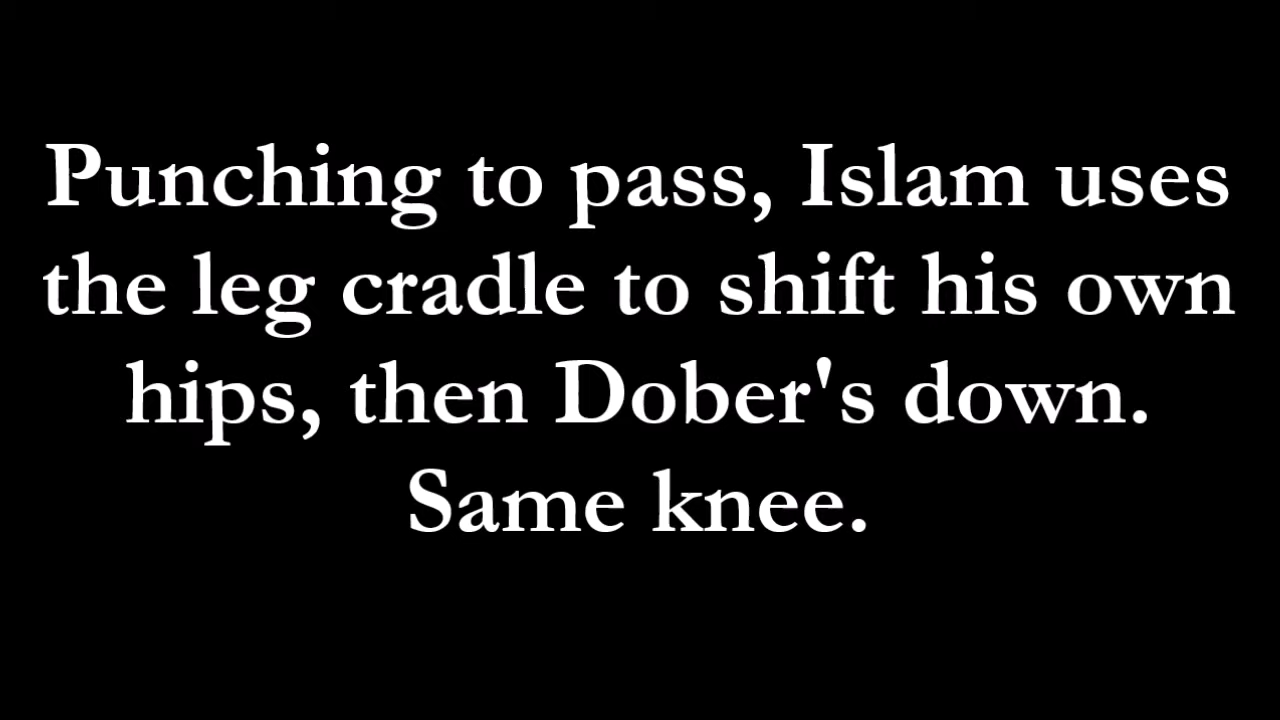 Punching to pass, Islam uses
the leg cradle to shift his own
hips, then Dober's down.
Same knee.